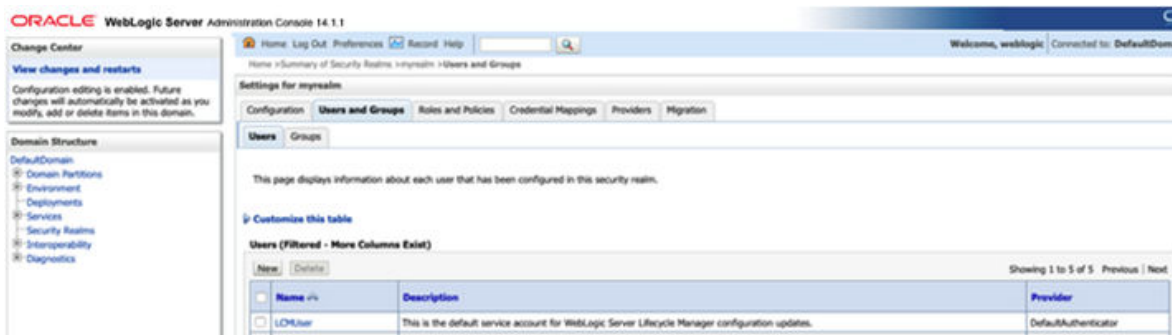 ORACLE WebLogic Server Administration Console 14.1.1
Change Center
View changes and restarts
Configuration editing is enabled. Future
changes will automatically be activated as you
modify, add or delete items in this domain.
Domain Structure
DefaultDomain
Domain Partitions
Environment
Deployments
Services
Security Realms
Interoperability
Diagnostics
Home Log Out Preferences Record Help
Welcome, weblogic Connected to: DefaultDom
Home >Summary of Security Realms >myrealm >Users and Groups
Settings for myrealm
Configuration Users and Groups Roles and Policies Credential Mappings Providers Migration
Users Groups
This page displays information about each user that has been configured in this security realm.
Customize this table
Users (Filtered - More Columns Exist)
New Delete Showing 1 to 5 of 5 Previous | Next
Name Description Provider
LCMUser This is the default service account for WebLogic Server Lifecycle Manager configuration updates. DefaultAuthenticator